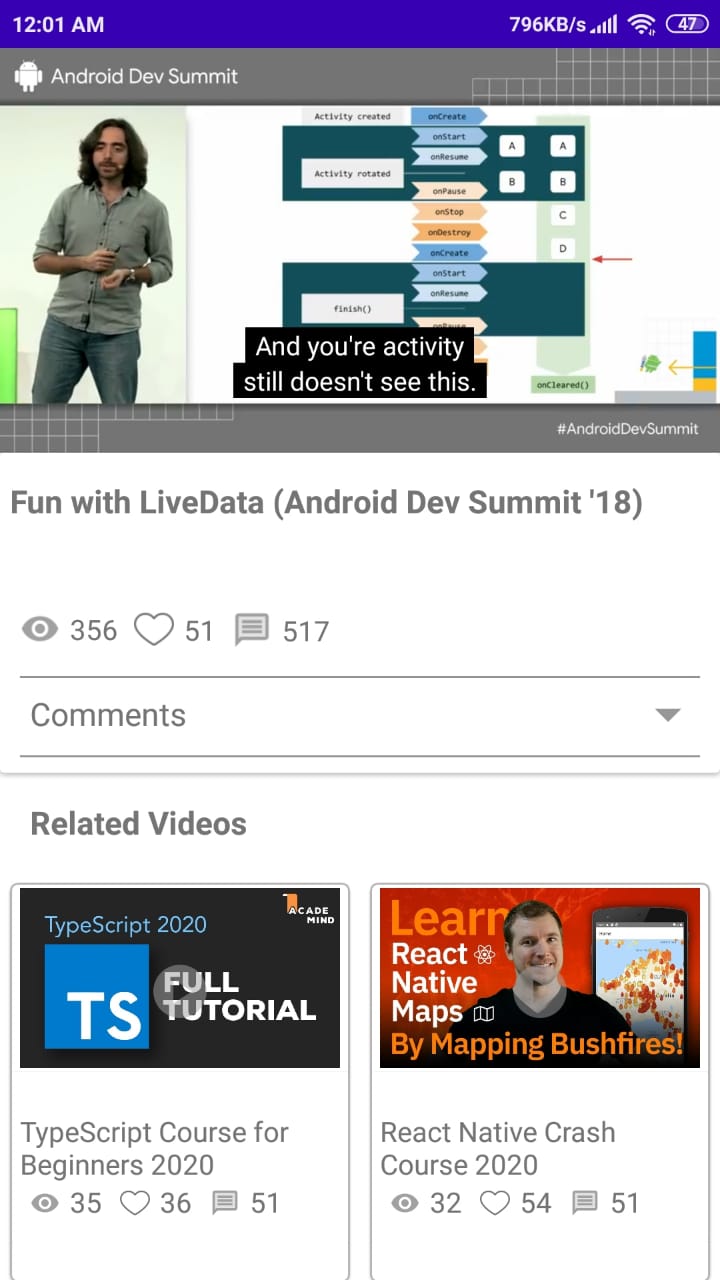 12:01 AM
796KB/s
47
Android Dev Summit
Activity created
onCreate
onStart
A
A
onResume
Activity rotated
B
B
onPause
onStop
C
onDestroy
D
onCreate
onStart
onResume
finish()
onPause
And you're activity
still doesn't see this.
onCleared()
#AndroidDevSummit
Fun with LiveData (Android Dev Summit '18)
356
51
517
Comments
Related Videos
ACADE
MIND
TypeScript 2020
TS
FULL
TUTORIAL
Learn
React
Native
Maps
By Mapping Bushfires!
TypeScript Course for
Beginners 2020
35
36
51
React Native Crash
Course 2020
32
54
51